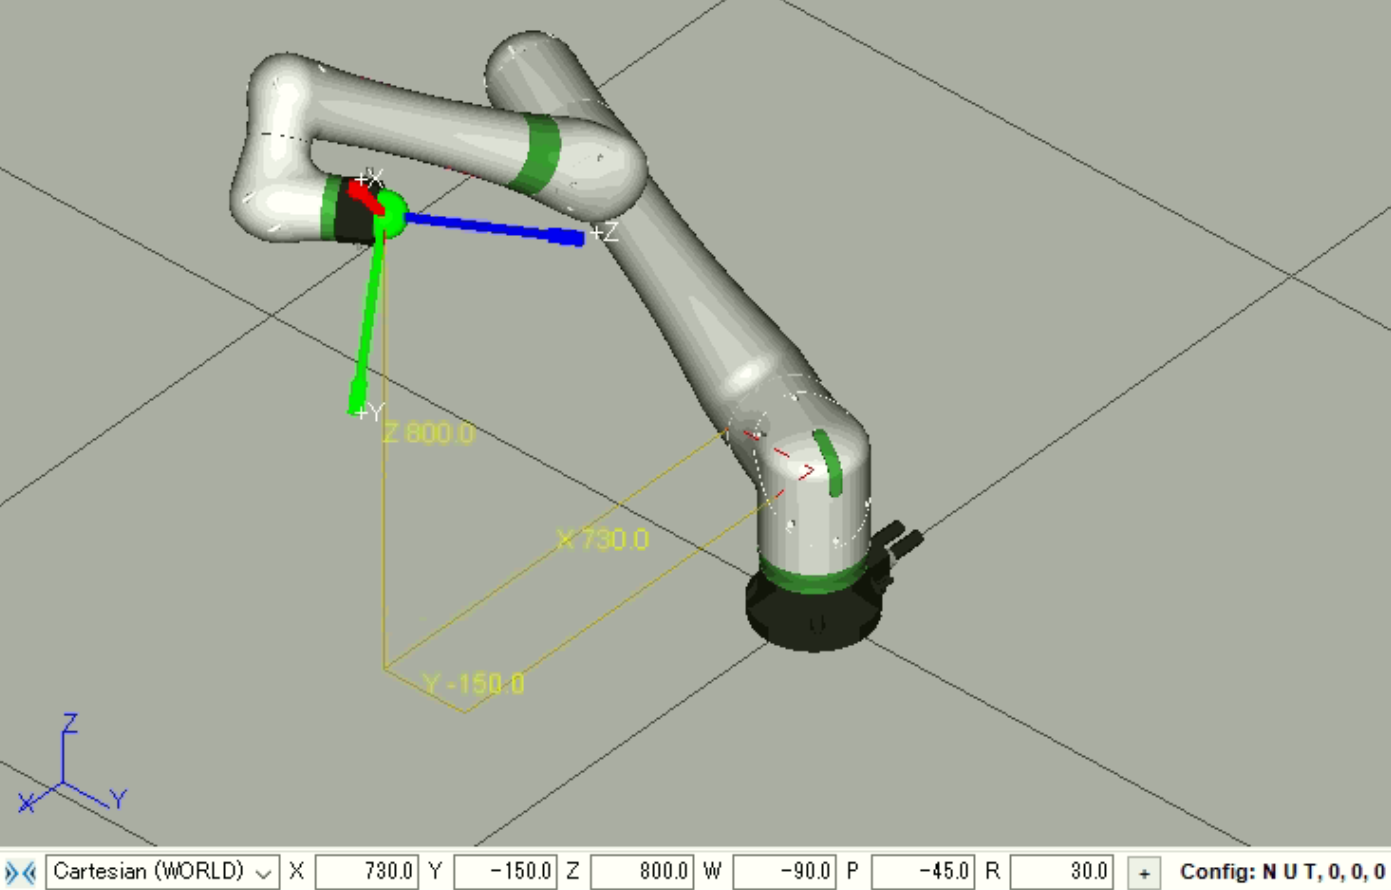 +X
+Z
+Y
Z 800.0
X 730.0
Y -150.0
Z
X
Y
Cartesian (WORLD) X 730.0 Y -150.0 Z 800.0 W -90.0 P -45.0 R 30.0 + Config: N U T, 0, 0, 0